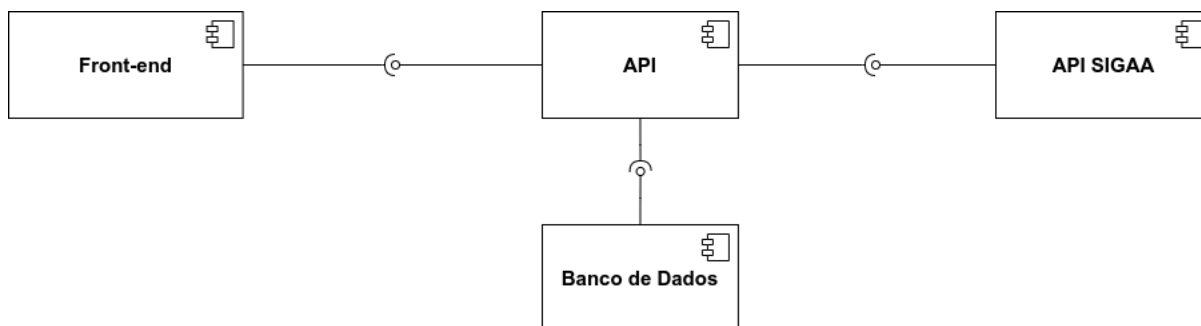 Front-end
API
API SIGAA
Banco de Dados